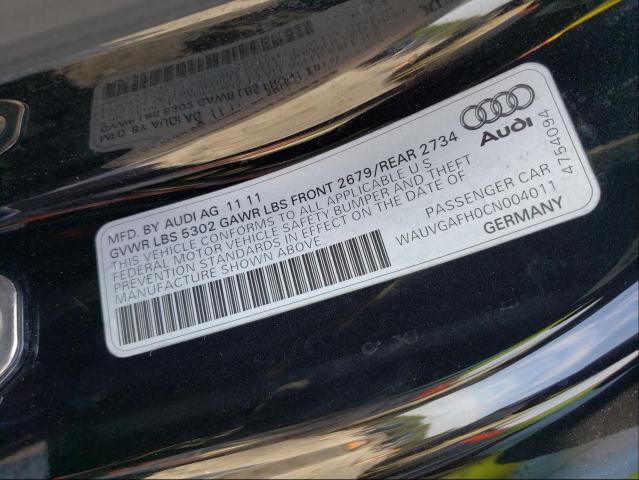 MFD. BY AUDI AG 11 11
GVWR LBS 5302 GAWR LBS FRONT 2679/REAR 2734
THIS VEHICLE CONFORMS TO ALL APPLICABLE U.S.
FEDERAL MOTOR VEHICLE SAFETY BUMPER AND THEFT
PREVENTION STANDARDS IN EFFECT ON THE DATE OF
MANUFACTURE SHOWN ABOVE.
Audi
4754094
PASSENGER CAR
WAUVGAFH0CN004011
GERMANY